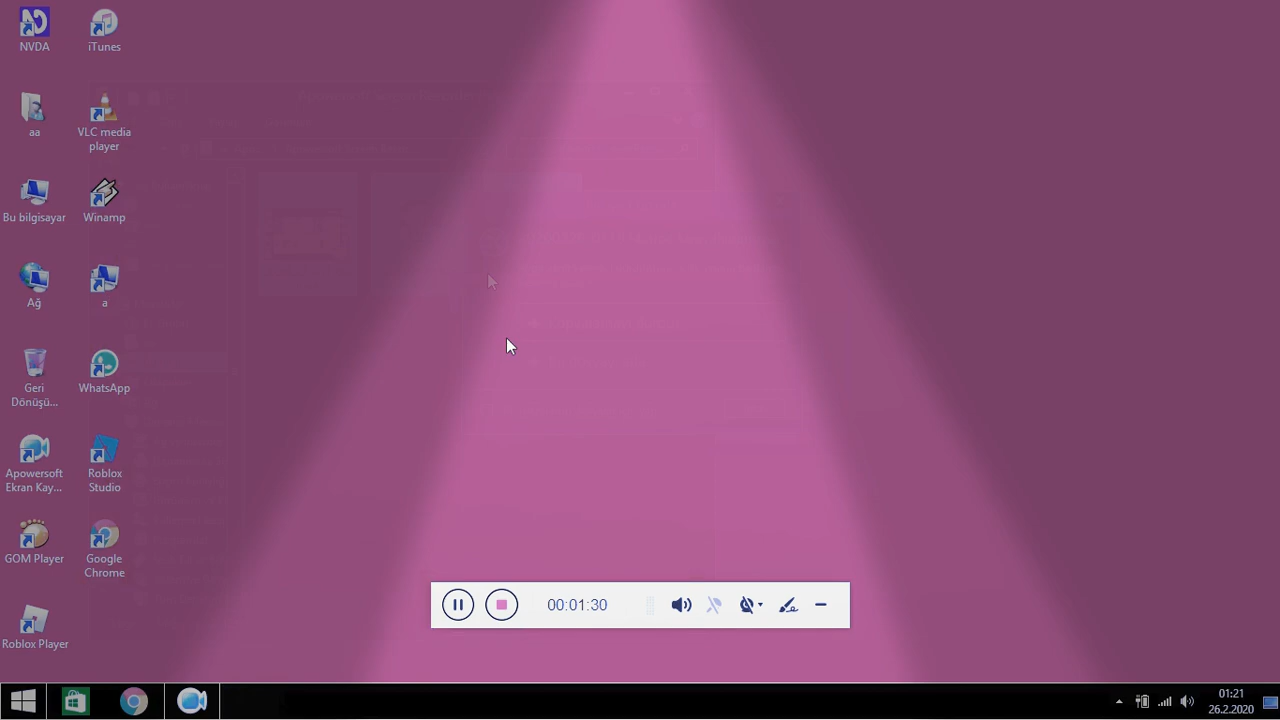 NVDA
iTunes
aa
VLC media
player
Bu bilgisayar
Winamp
Ağ
a
Geri
Dönüşü...
WhatsApp
Apowersoft
Ekran Kay...
Roblox
Studio
GOM Player
Google
Chrome
Roblox Player
00:01:30
01:21
26.2.2020